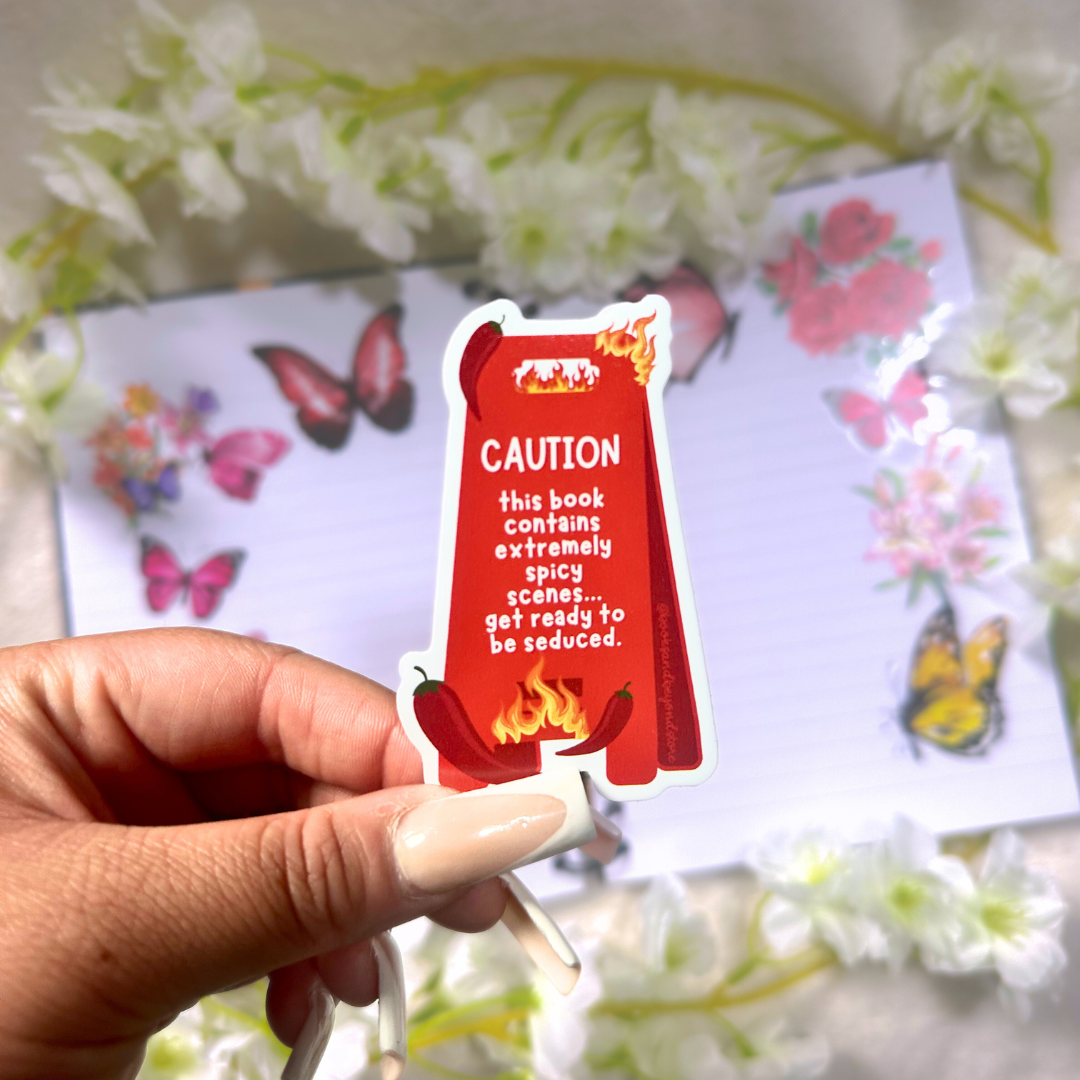 CAUTION
this book
contains
extremely
spicy
scenes...
get ready to
be seduced.